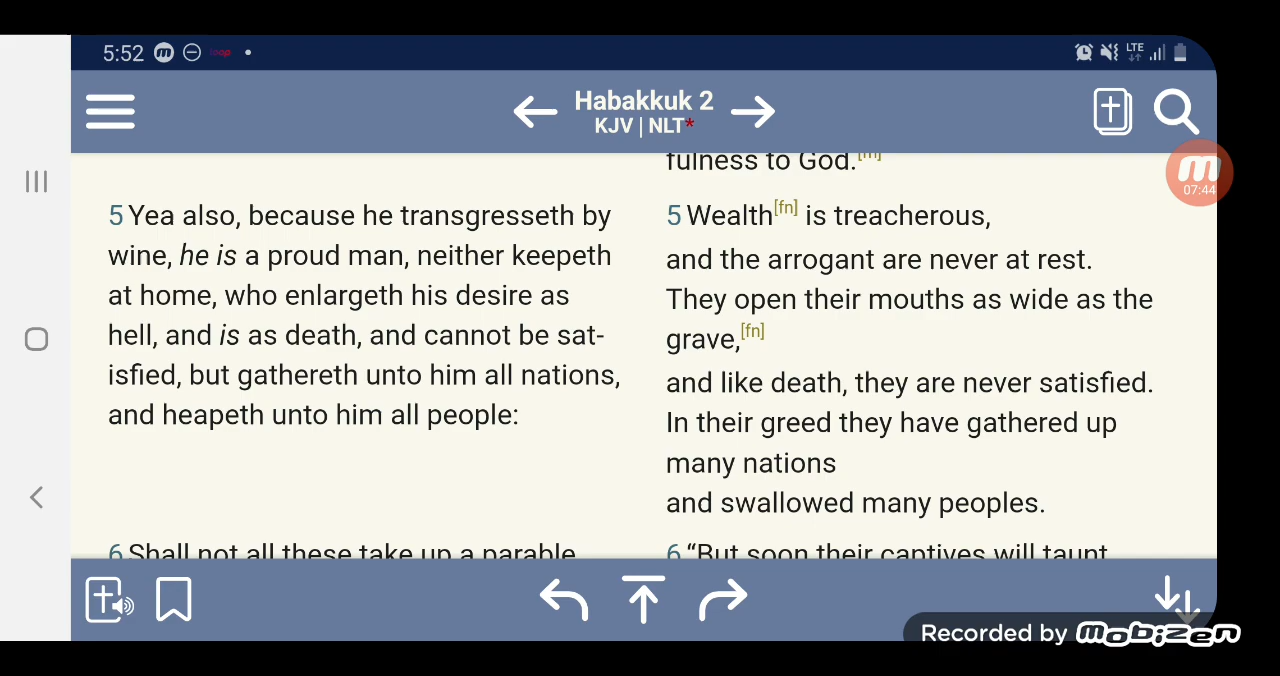 5:52
LTE
Habakkuk 2
KJV | NLT*
07:44
fulness to God.[fn]
5 Yea also, because he transgresseth by
wine, he is a proud man, neither keepeth
at home, who enlargeth his desire as
hell, and is as death, and cannot be sat-
isfied, but gathereth unto him all nations,
and heapeth unto him all people:
5 Wealth[fn] is treacherous,
and the arrogant are never at rest.
They open their mouths as wide as the
grave,[fn]
and like death, they are never satisfied.
In their greed they have gathered up
many nations
and swallowed many peoples.
6 Shall not all these take up a parable
6 “But soon their captives will taunt
Recorded by mobizen